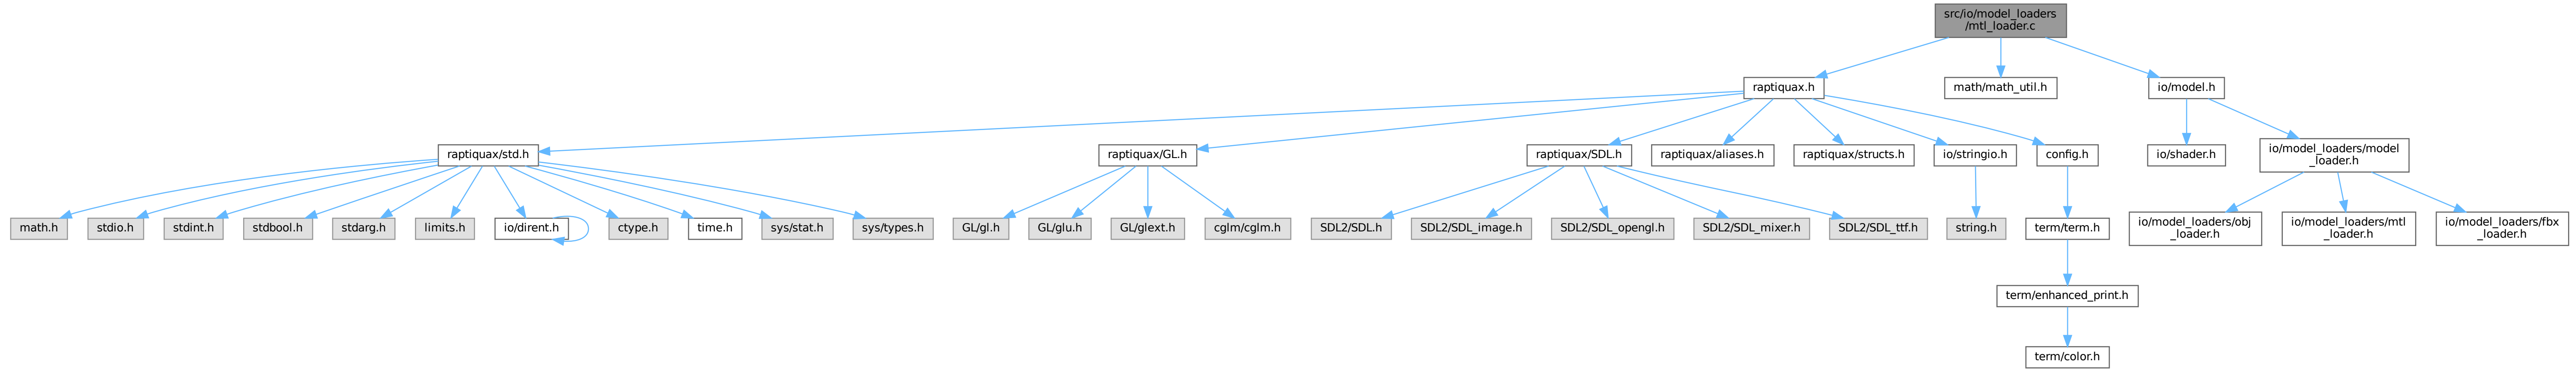 src/io/model_loaders
/mtl_loader.c
raptiquax.h
math/math_util.h
io/model.h
raptiquax/std.h
raptiquax/GL.h
raptiquax/SDL.h
raptiquax/aliases.h
raptiquax/structs.h
io/stringio.h
config.h
io/shader.h
io/model_loaders/model
_loader.h
math.h
stdio.h
stdint.h
stdbool.h
stdarg.h
limits.h
io/dirent.h
ctype.h
time.h
sys/stat.h
sys/types.h
GL/gl.h
GL/glu.h
GL/glext.h
cglm/cglm.h
SDL2/SDL.h
SDL2/SDL_image.h
SDL2/SDL_opengl.h
SDL2/SDL_mixer.h
SDL2/SDL_ttf.h
string.h
term/term.h
io/model_loaders/obj
_loader.h
io/model_loaders/mtl
_loader.h
io/model_loaders/fbx
_loader.h
term/enhanced_print.h
term/color.h